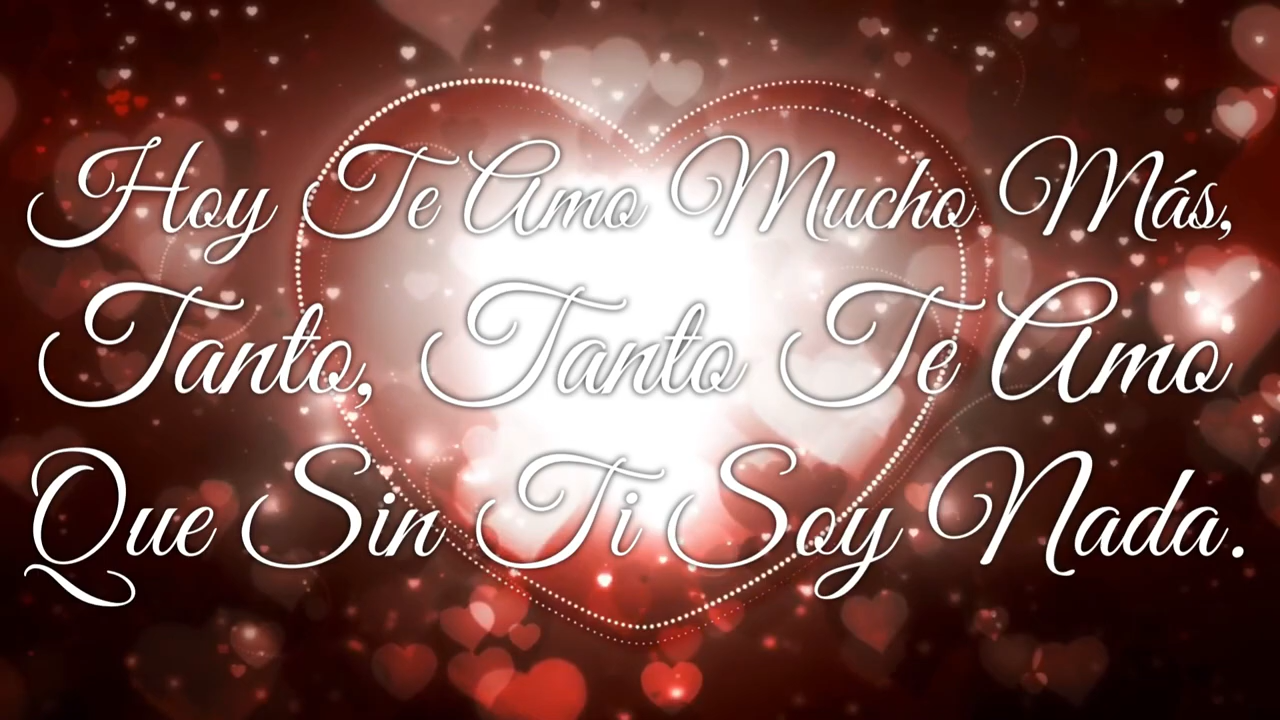 Hoy Te Amo Mucho Más,
Tanto, Tanto Te Amo
Que Sin Ti Soy Nada.